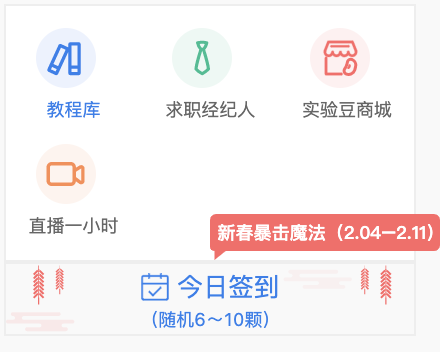 教程库
求职经纪人
实验豆商城
直播一小时
新春暴击魔法（2.04—2.11）
今日签到
（随机6～10颗）